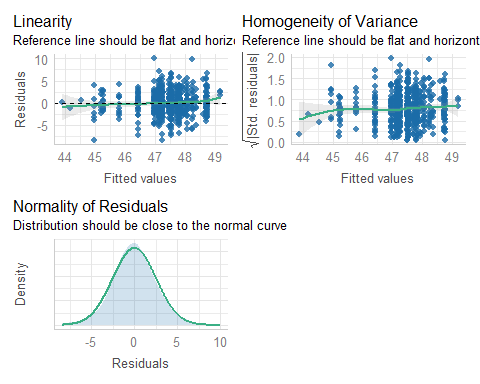 Linearity
Reference line should be flat and horizo
Residuals
10
5
0
-5
44 45 46 47 48 49
Fitted values
Homogeneity of Variance
Reference line should be flat and horizont
√|Std. residuals|
2.0
1.5
1.0
0.5
0.0
44 45 46 47 48 49
Fitted values
Normality of Residuals
Distribution should be close to the normal curve
Density
-5 0 5 10
Residuals